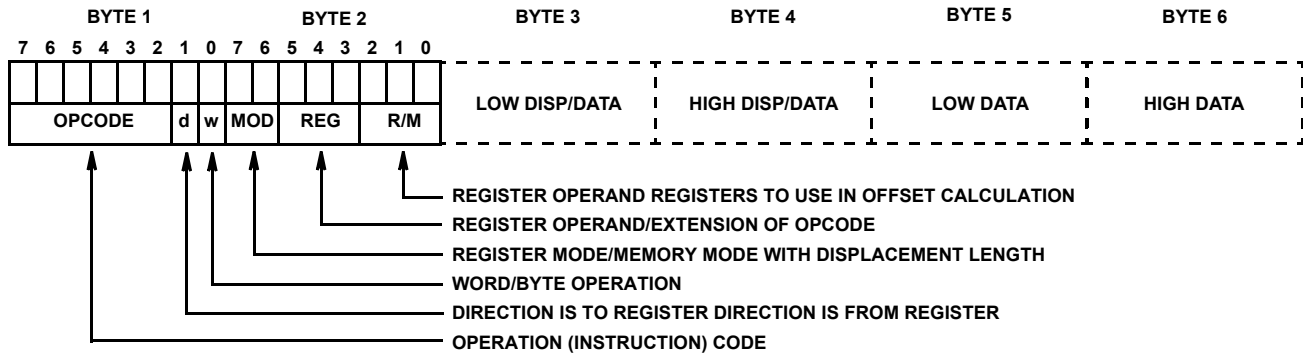 BYTE 1 BYTE 2 BYTE 3 BYTE 4 BYTE 5 BYTE 6
7 6 5 4 3 2 1 0 7 6 5 4 3 2 1 0
LOW DISP/DATA HIGH DISP/DATA LOW DATA HIGH DATA
OPCODE d w MOD REG R/M
REGISTER OPERAND REGISTERS TO USE IN OFFSET CALCULATION
REGISTER OPERAND/EXTENSION OF OPCODE
REGISTER MODE/MEMORY MODE WITH DISPLACEMENT LENGTH
WORD/BYTE OPERATION
DIRECTION IS TO REGISTER DIRECTION IS FROM REGISTER
OPERATION (INSTRUCTION) CODE